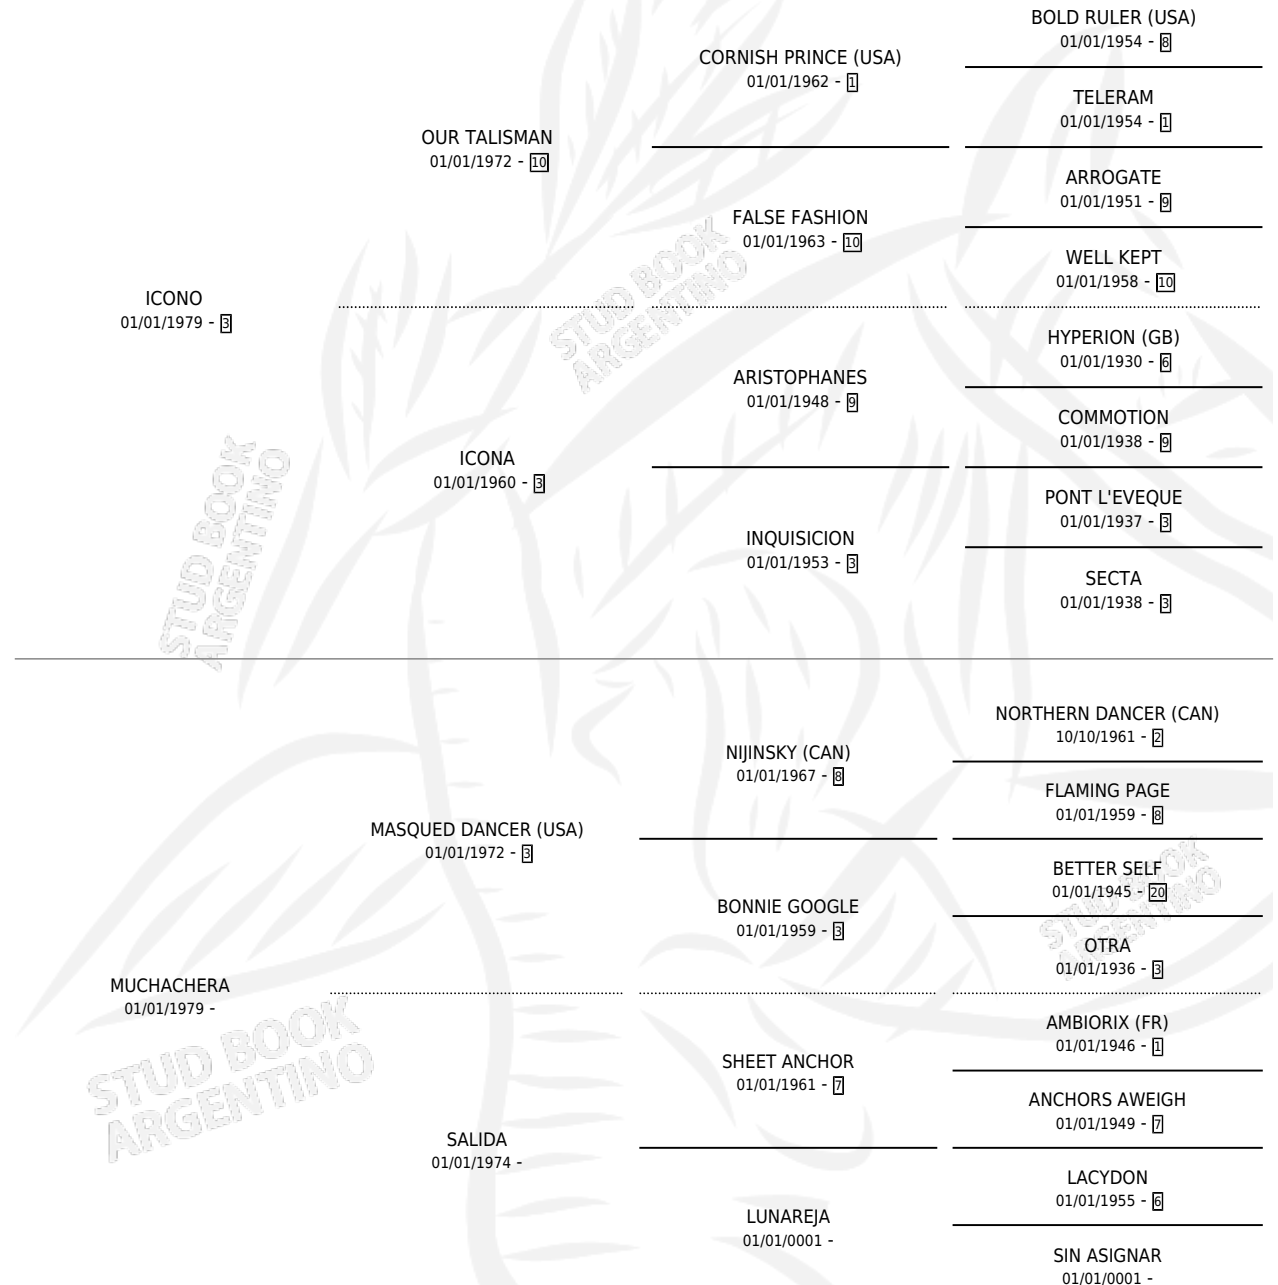 BOLD RULER (USA)
01/01/1954 - 8
CORNISH PRINCE (USA)
01/01/1962 - 1
TELERAM
01/01/1954 - 1
OUR TALISMAN
01/01/1972 - 10
ARROGATE
01/01/1951 - 9
FALSE FASHION
01/01/1963 - 10
WELL KEPT
01/01/1958 - 10
ICONO
01/01/1979 - 3
HYPERION (GB)
01/01/1930 - 6
ARISTOPHANES
01/01/1948 - 9
COMMOTION
01/01/1938 - 9
ICONA
01/01/1960 - 3
PONT L'EVEQUE
01/01/1937 - 3
INQUISICION
01/01/1953 - 3
SECTA
01/01/1938 - 3
NORTHERN DANCER (CAN)
10/10/1961 - 2
NIJINSKY (CAN)
01/01/1967 - 8
FLAMING PAGE
01/01/1959 - 8
MASQUED DANCER (USA)
01/01/1972 - 3
BETTER SELF
01/01/1945 - 20
BONNIE GOOGLE
01/01/1959 - 3
OTRA
01/01/1936 - 3
MUCHACHERA
01/01/1979 -
AMBIORIX (FR)
01/01/1946 - 1
SHEET ANCHOR
01/01/1961 - 7
ANCHORS AWEIGH
01/01/1949 - 7
SALIDA
01/01/1974 -
LACYDON
01/01/1955 - 6
LUNAREJA
01/01/0001 -
SIN ASIGNAR
01/01/0001 -
STUD BOOK
ARGENTINO
STUD BOOK
ARGENTINO
STUD BOOK
ARGENTINO
STUD BOOK
ARGENTINO